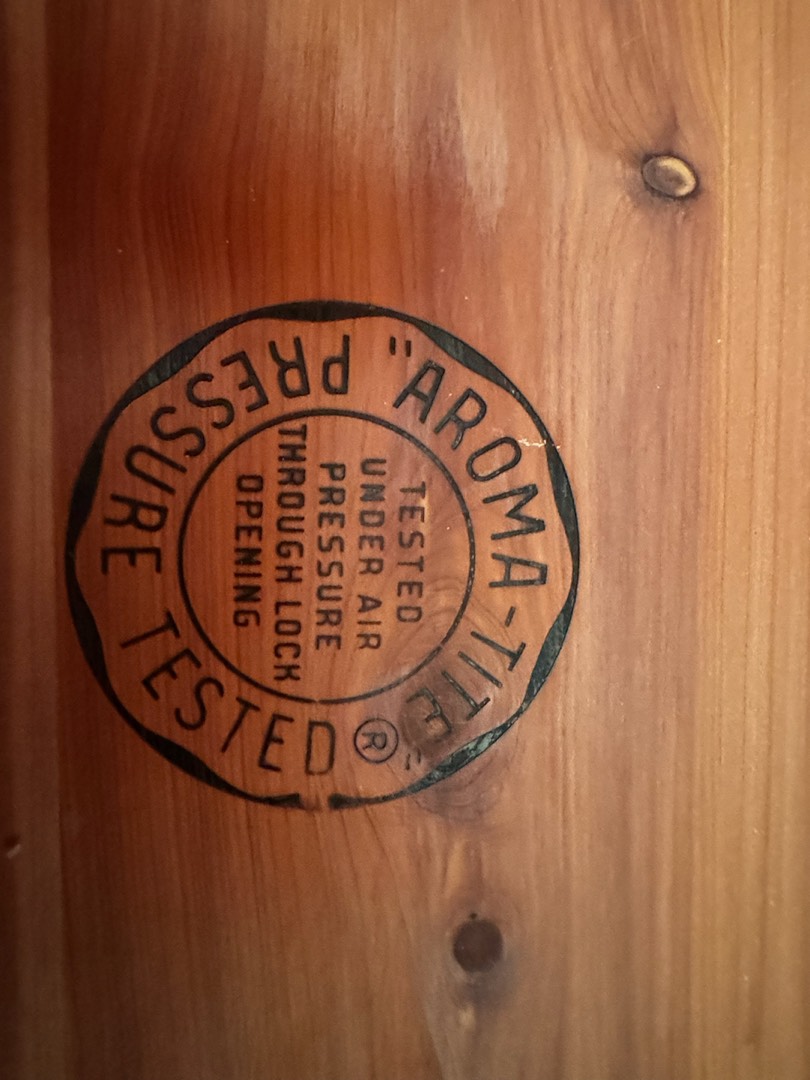 "AROMA-TITE"®
PRESSURE TESTED
TESTED
UNDER AIR
PRESSURE
THROUGH LOCK
OPENING